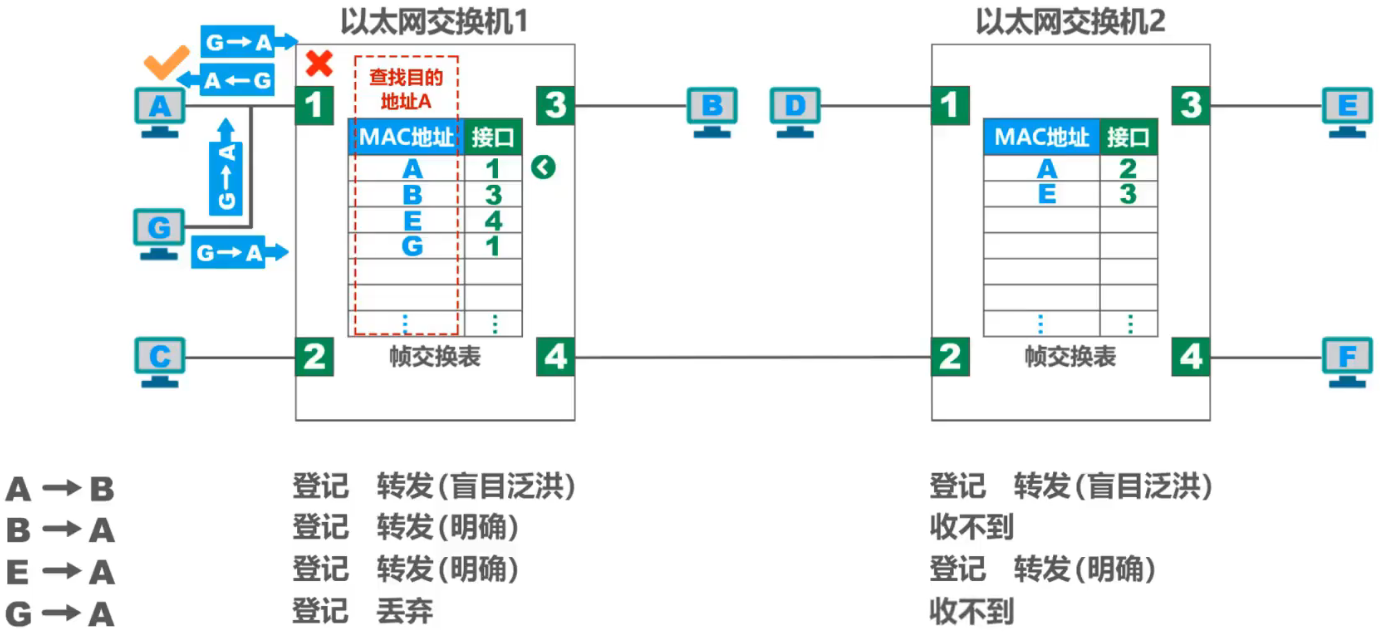 以太网交换机1
以太网交换机2
G→A
A←G
查找目的
地址A
A
1
3
B
D
1
3
E
MAC地址 接口
A 1
B 3
E 4
G 1
⋮ ⋮
MAC地址 接口
A 2
E 3
⋮ ⋮
G→A
G
G→A
C
2
帧交换表
4
2
帧交换表
4
F
A→B 登记 转发(盲目泛洪) 登记 转发(盲目泛洪)
B→A 登记 转发(明确) 收不到
E→A 登记 转发(明确) 登记 转发(明确)
G→A 登记 丢弃 收不到